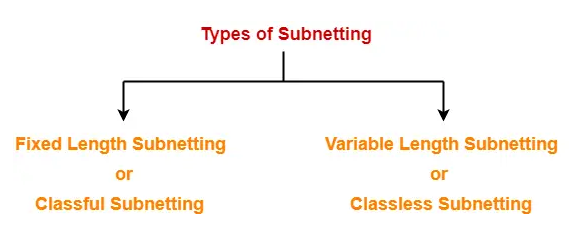 Types of Subnetting
Fixed Length Subnetting
or
Classful Subnetting
Variable Length Subnetting
or
Classless Subnetting